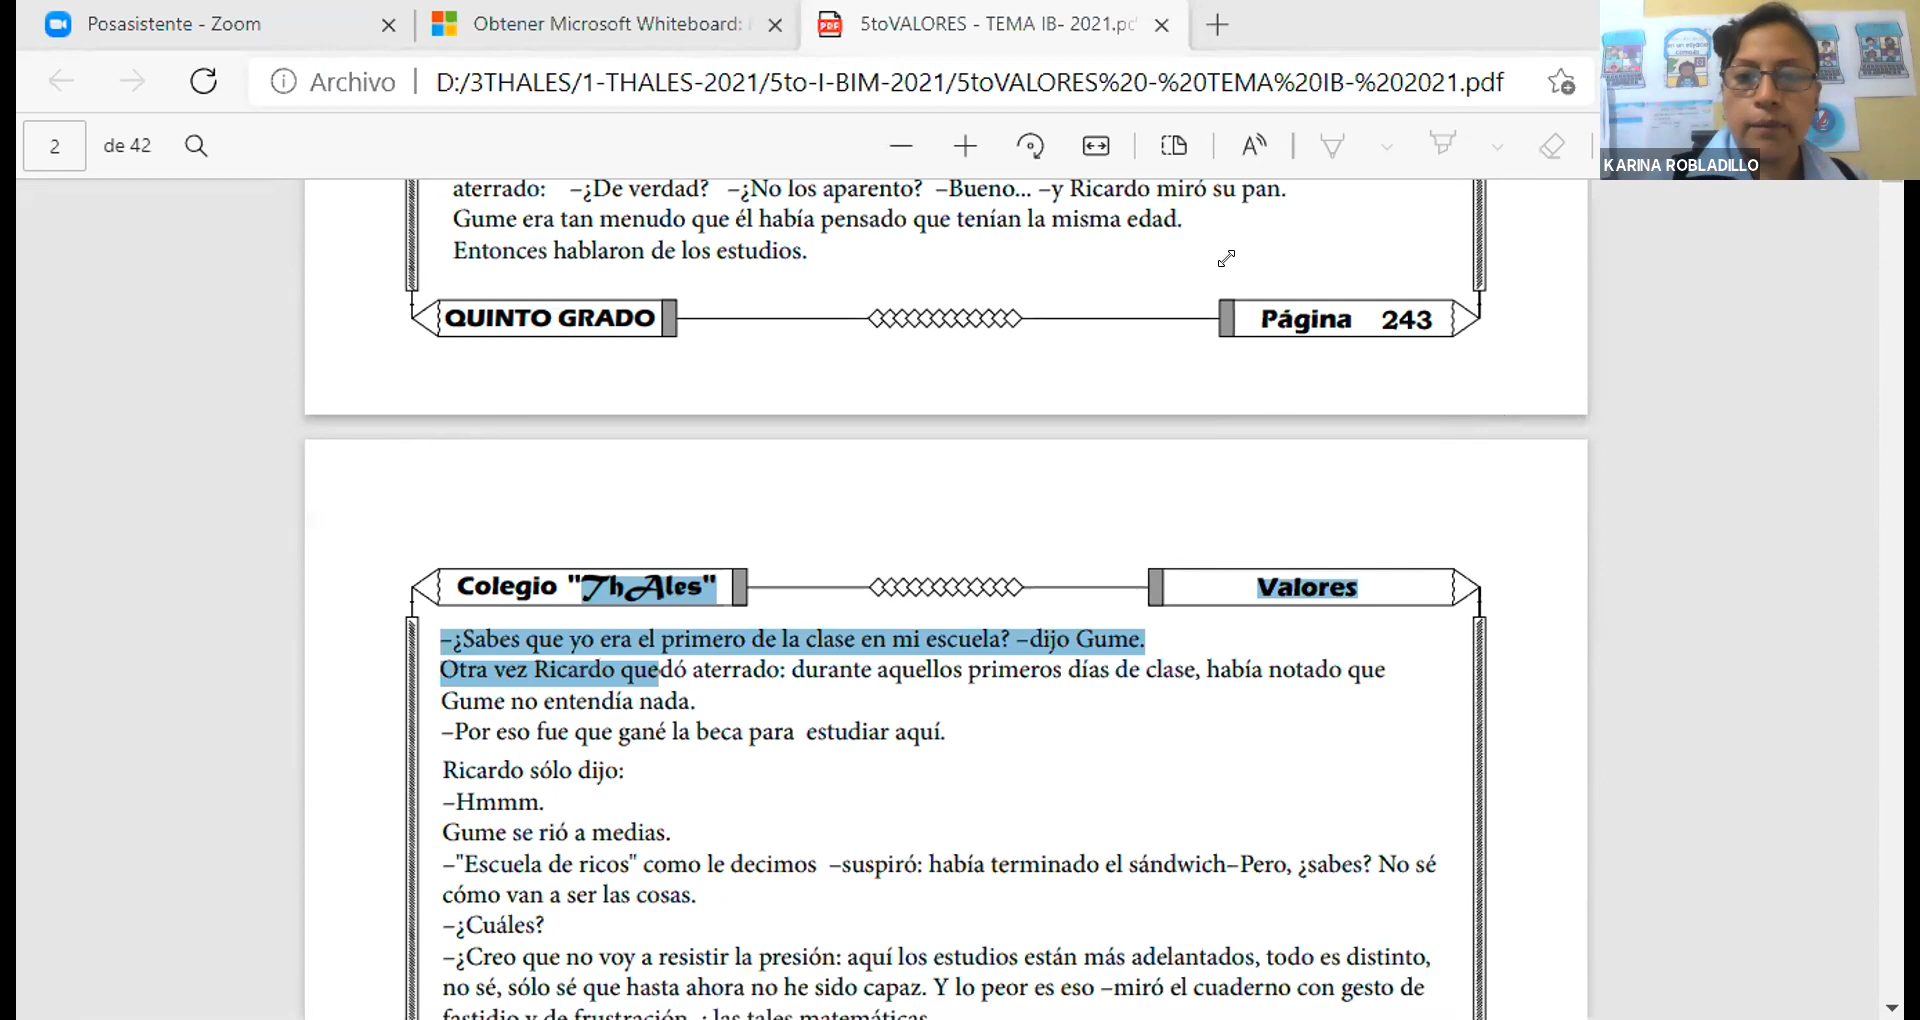 Posasistente - Zoom
Obtener Microsoft Whiteboard:
5toVALORES - TEMA IB- 2021.pd
Archivo
D:/3THALES/1-THALES-2021/5to-I-BIM-2021/5toVALORES%20-%20TEMA%20IB-%202021.pdf
2 de 42
KARINA ROBLADILLO
aterrado: –¿De verdad? –¿No los aparento? –Bueno... –y Ricardo miró su pan.
Gume era tan menudo que él había pensado que tenían la misma edad.
Entonces hablaron de los estudios.
QUINTO GRADO
Página 243
Colegio "ThAles"
Valores
–¿Sabes que yo era el primero de la clase en mi escuela? –dijo Gume.
Otra vez Ricardo quedó aterrado: durante aquellos primeros días de clase, había notado que
Gume no entendía nada.
–Por eso fue que gané la beca para estudiar aquí.
Ricardo sólo dijo:
–Hmmm.
Gume se rió a medias.
–"Escuela de ricos" como le decimos –suspiró: había terminado el sándwich–Pero, ¿sabes? No sé
cómo van a ser las cosas.
–¿Cuáles?
–¿Creo que no voy a resistir la presión: aquí los estudios están más adelantados, todo es distinto,
no sé, sólo sé que hasta ahora no he sido capaz. Y lo peor es eso –miró el cuaderno con gesto de
fastidio y de frustración, ¿las tales matemáticas